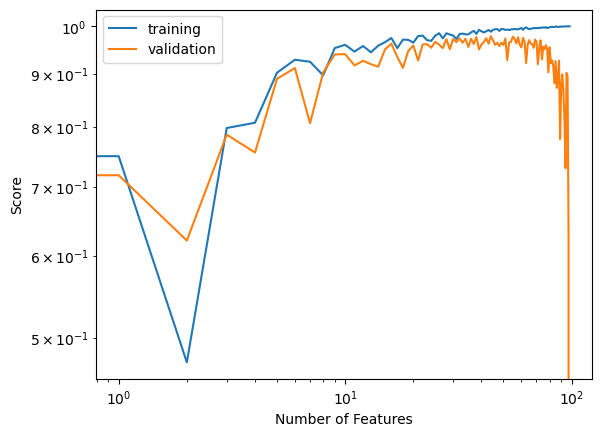 training
validation
10⁰
9 × 10⁻¹
8 × 10⁻¹
7 × 10⁻¹
6 × 10⁻¹
5 × 10⁻¹
Score
10⁰
10¹
10²
Number of Features